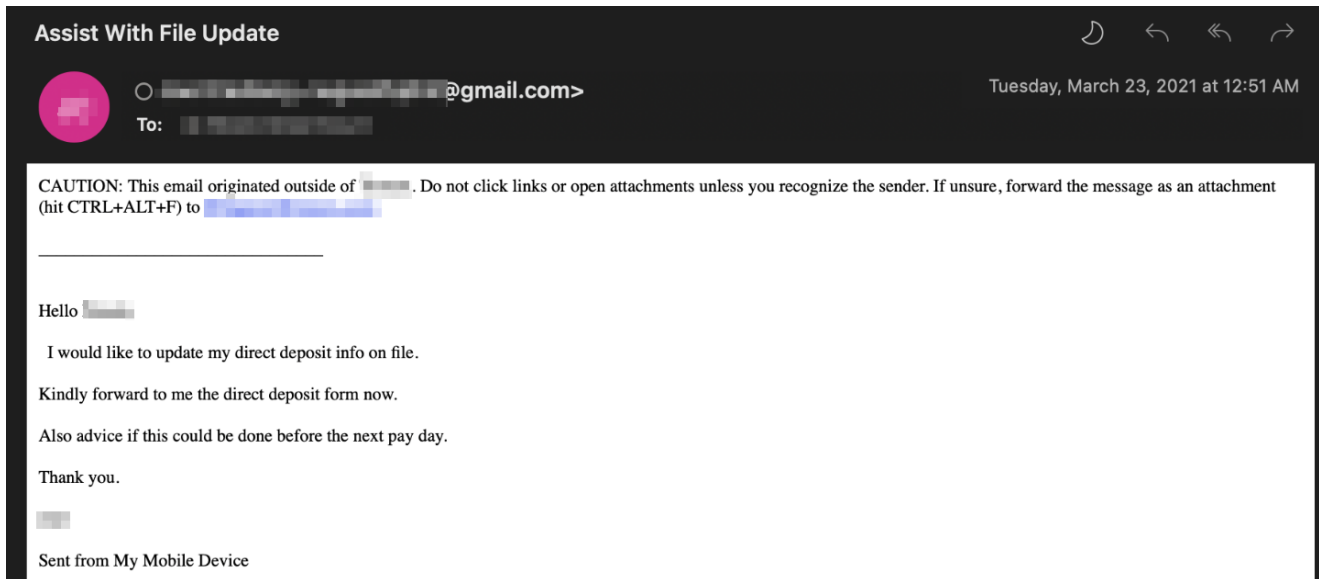 Assist With File Update
@gmail.com>
Tuesday, March 23, 2021 at 12:51 AM
To:
CAUTION: This email originated outside of . Do not click links or open attachments unless you recognize the sender. If unsure, forward the message as an attachment
(hit CTRL+ALT+F) to
Hello
I would like to update my direct deposit info on file.
Kindly forward to me the direct deposit form now.
Also advice if this could be done before the next pay day.
Thank you.
Sent from My Mobile Device